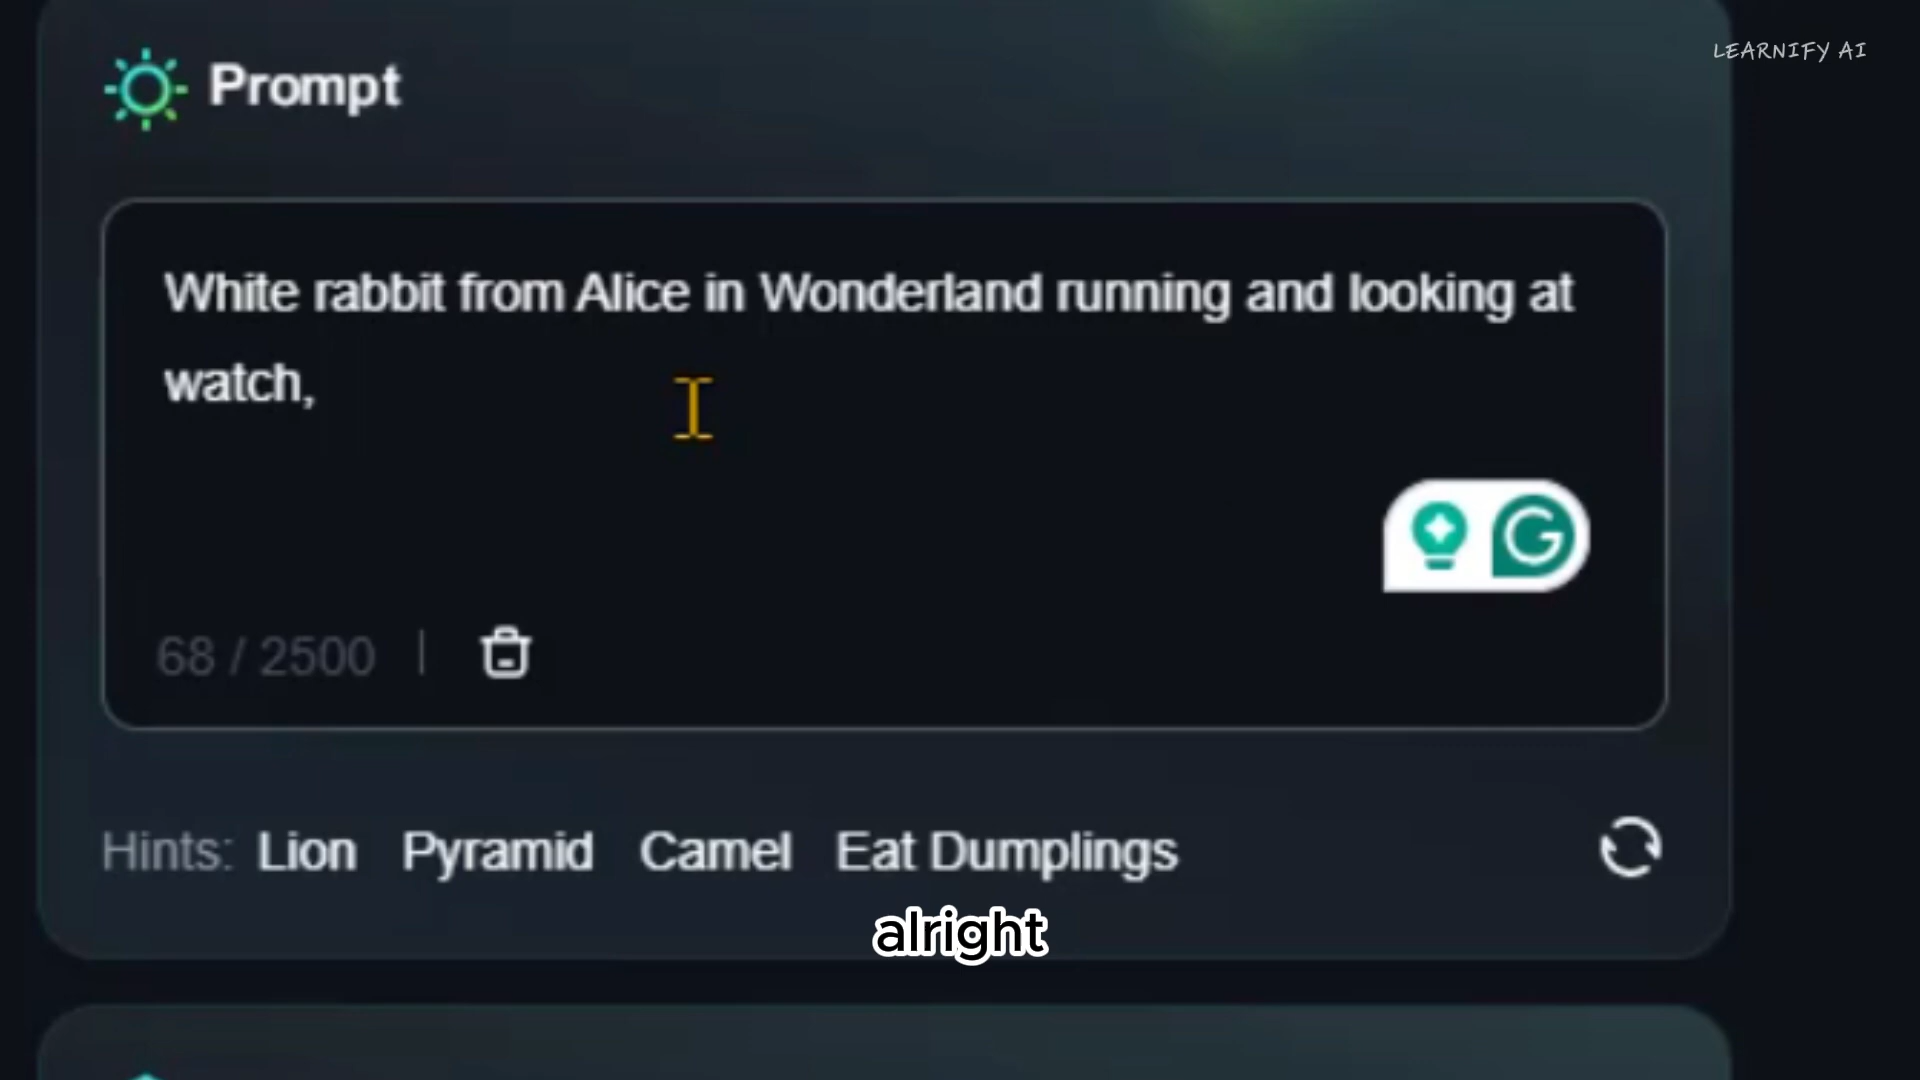 LEARNIFY AI
Prompt
White rabbit from Alice in Wonderland running and looking at
watch,
68 / 2500
Hints: Lion Pyramid Camel Eat Dumplings
alright